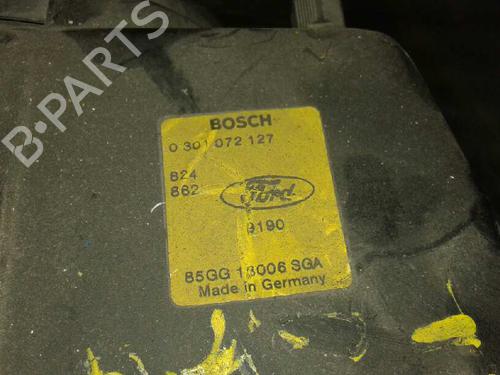 B-PARTS
BOSCH
0 301 072 127
824
862
Ford
9190
85GG 13006 SGA
Made in Germany